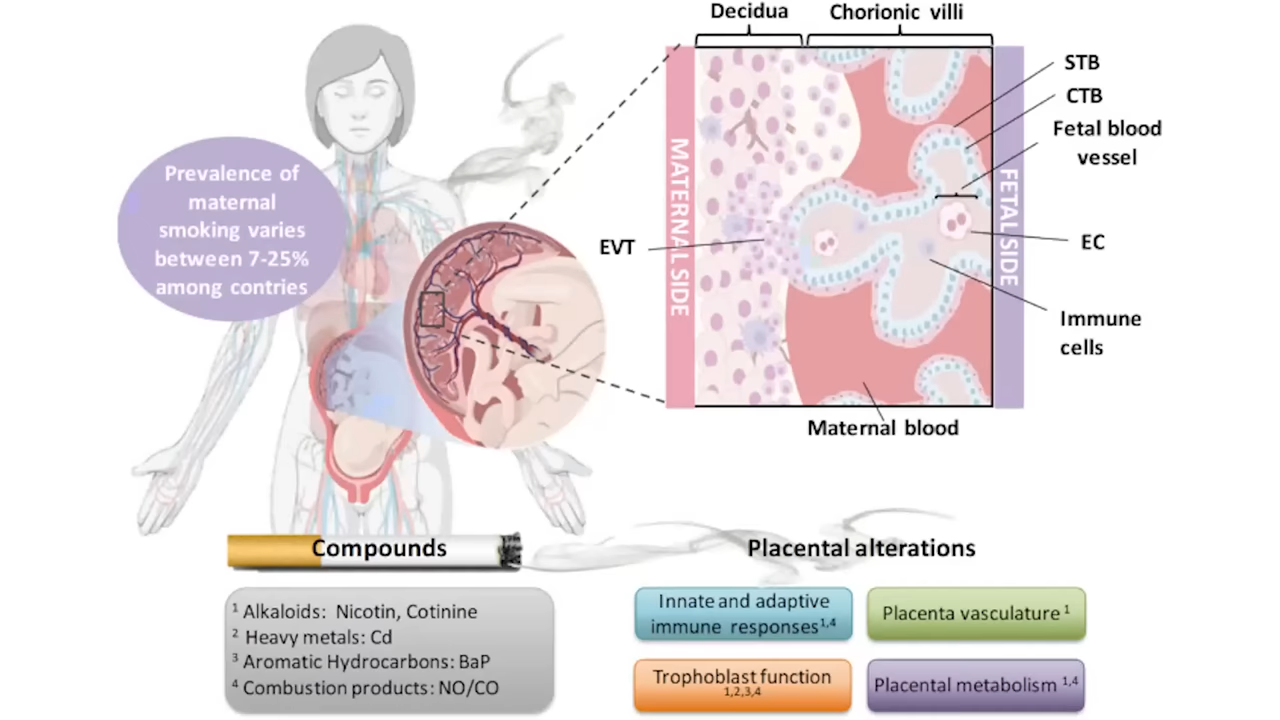 Decidua
Chorionic villi
STB
CTB
Fetal blood
vessel
EC
Immune
cells
EVT
MATERNAL SIDE
FETAL SIDE
Maternal blood
Prevalence of
maternal
smoking varies
between 7-25%
among contries
Compounds
¹ Alkaloids: Nicotin, Cotinine
² Heavy metals: Cd
³ Aromatic Hydrocarbons: BaP
⁴ Combustion products: NO/CO
Placental alterations
Innate and adaptive
immune responses¹,⁴
Placenta vasculature ¹
Trophoblast function
¹,²,³,⁴
Placental metabolism ¹,⁴